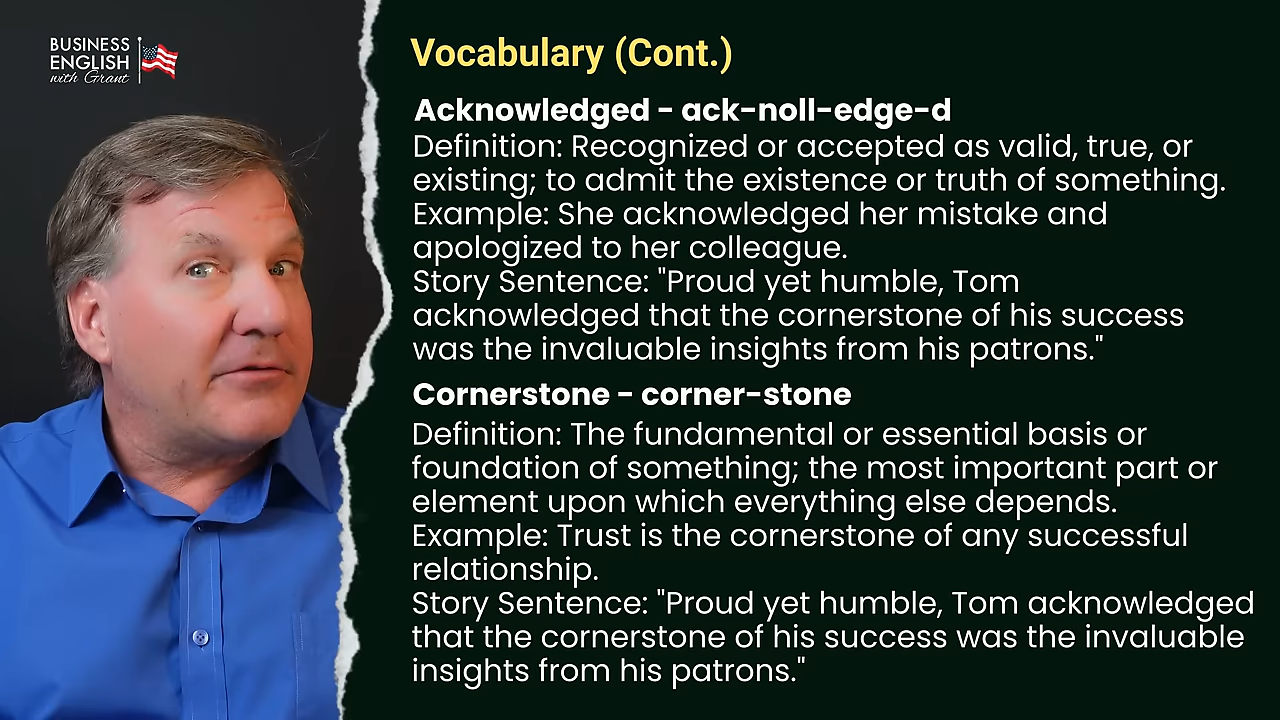 BUSINESS
ENGLISH
with Grant
Vocabulary (Cont.)
Acknowledged - ack-noll-edge-d
Definition: Recognized or accepted as valid, true, or
existing; to admit the existence or truth of something.
Example: She acknowledged her mistake and
apologized to her colleague.
Story Sentence: "Proud yet humble, Tom
acknowledged that the cornerstone of his success
was the invaluable insights from his patrons."
Cornerstone - corner-stone
Definition: The fundamental or essential basis or
foundation of something; the most important part or
element upon which everything else depends.
Example: Trust is the cornerstone of any successful
relationship.
Story Sentence: "Proud yet humble, Tom acknowledged
that the cornerstone of his success was the invaluable
insights from his patrons."